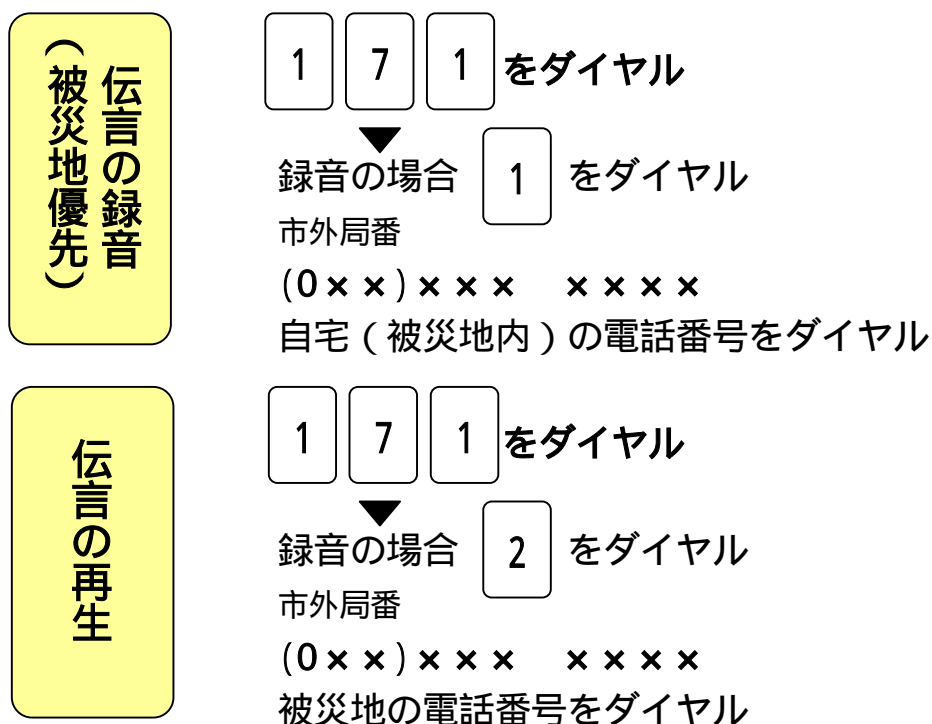 伝言の録音
（被災地優先）
1 7 1 をダイヤル
▼
録音の場合 1 をダイヤル
市外局番
(0××)××× ××××
自宅（被災地内）の電話番号をダイヤル
伝言の再生
1 7 1 をダイヤル
▼
録音の場合 2 をダイヤル
市外局番
(0××)××× ××××
被災地の電話番号をダイヤル